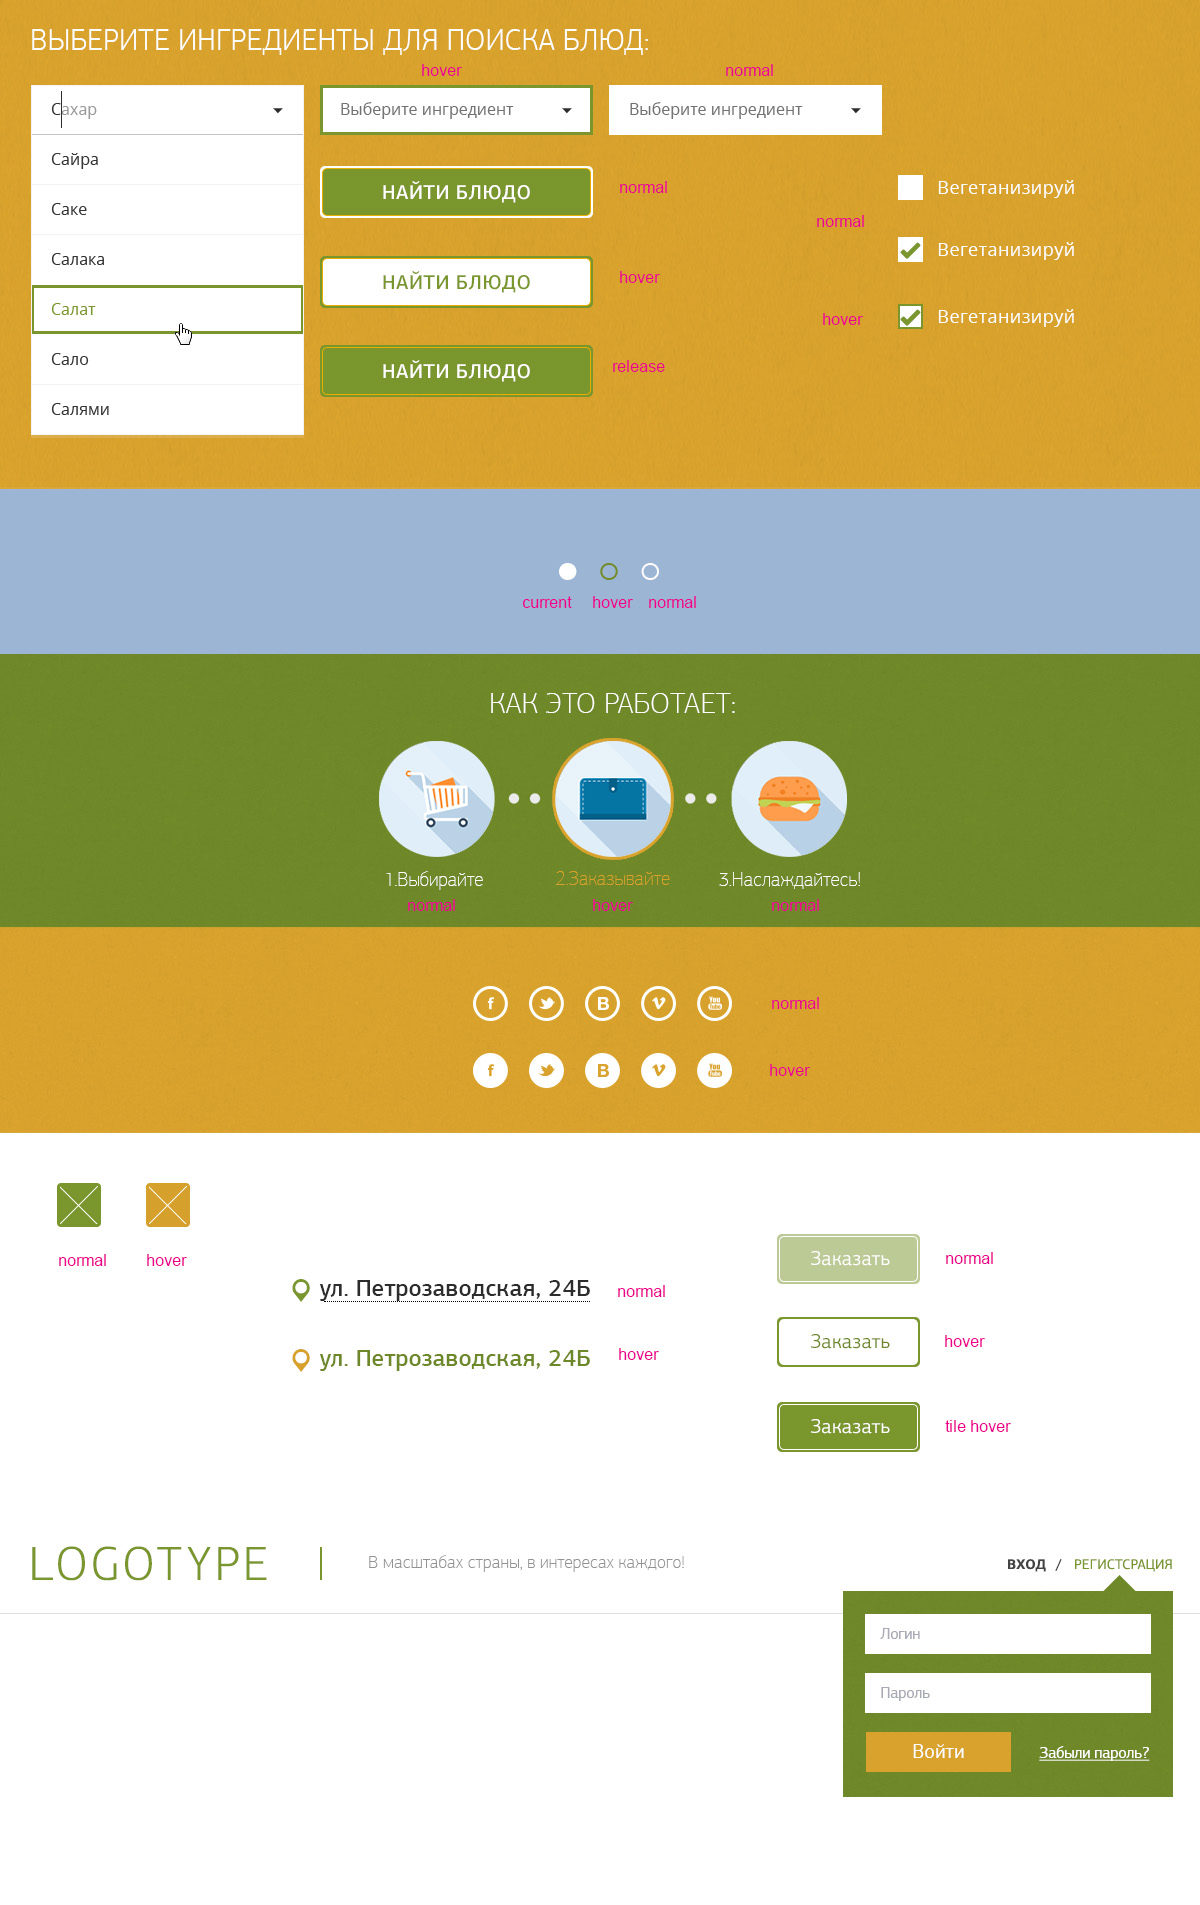 ВЫБЕРИТЕ ИНГРЕДИЕНТЫ ДЛЯ ПОИСКА БЛЮД:
hover normal
Сахар Выберите ингредиент Выберите ингредиент
Сайра
Саке
Салака
Салат
Сало
Салями
НАЙТИ БЛЮДО normal
НАЙТИ БЛЮДО hover
НАЙТИ БЛЮДО release
Вегетанизируй
normal
Вегетанизируй
hover Вегетанизируй
current hover normal
КАК ЭТО РАБОТАЕТ:
1.Выбирайте 2.Заказывайте 3.Наслаждайтесь!
normal hover normal
f B v You Tube normal
f B v You Tube hover
normal hover
ул. Петрозаводская, 24Б normal
ул. Петрозаводская, 24Б hover
Заказать normal
Заказать hover
Заказать tile hover
LOGOTYPE | В масштабах страны, в интересах каждого! ВХОД / РЕГИСТСРАЦИЯ
Логин
Пароль
Войти Забыли пароль?